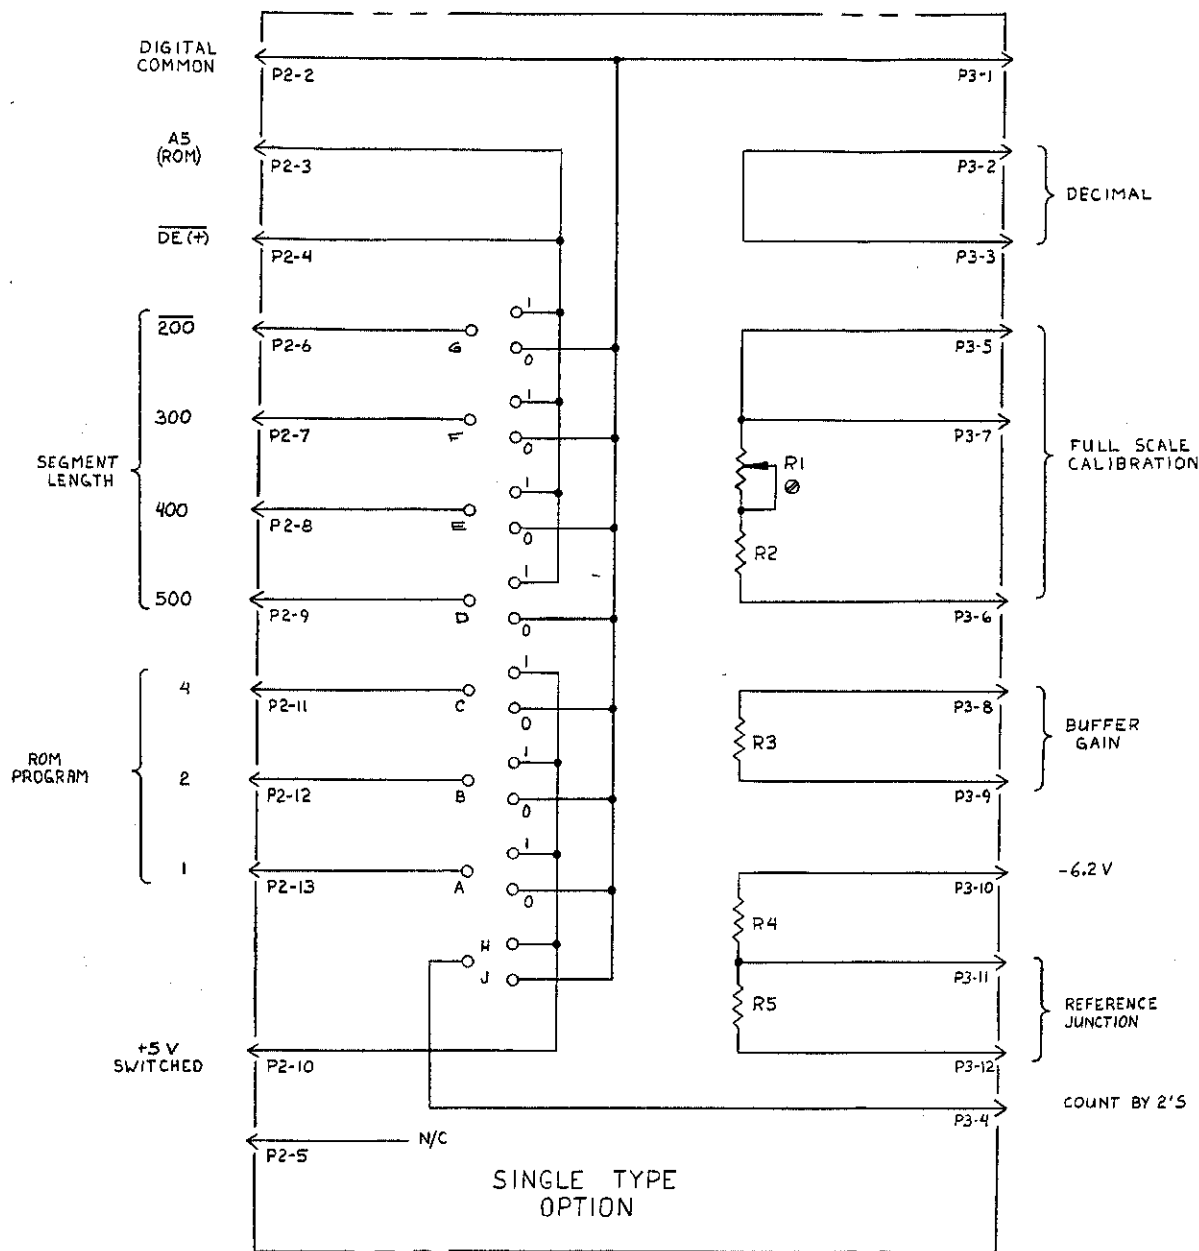 DIGITAL
COMMON
P2-2
P3-1
A5
(ROM)
P2-3
P3-2
DECIMAL
DE(+)
P2-4
P3-3
SEGMENT
LENGTH
200
P2-6
G
1
0
P3-5
300
P2-7
F
1
0
P3-7
FULL SCALE
CALIBRATION
R1
400
P2-8
E
1
0
R2
500
P2-9
D
1
0
P3-6
ROM
PROGRAM
4
P2-11
C
1
0
P3-8
R3
BUFFER
GAIN
2
P2-12
B
1
0
P3-9
1
P2-13
A
1
0
P3-10
-6.2 V
R4
H
J
P3-11
R5
REFERENCE
JUNCTION
+5 V
SWITCHED
P2-10
P3-12
P3-4
COUNT BY 2'S
P2-5
N/C
SINGLE TYPE
OPTION